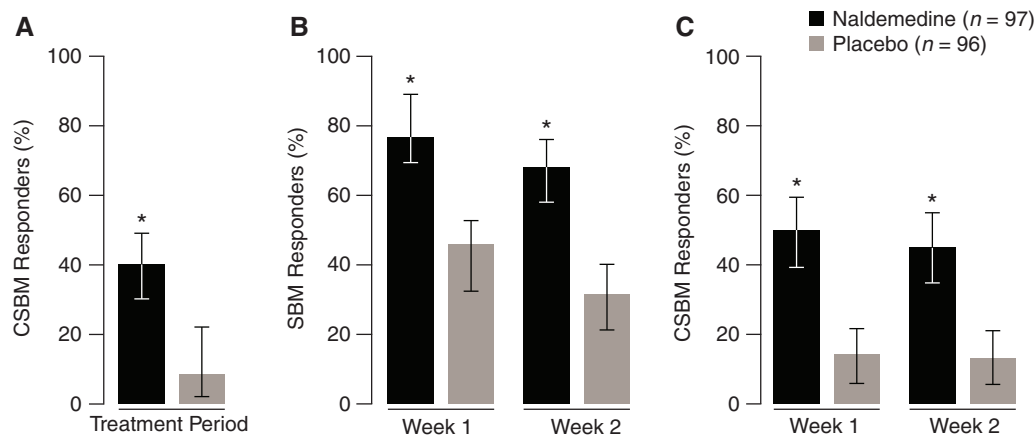 A
CSBM Responders (%)
100
80
60
40
20
0
*
Treatment Period
B
SBM Responders (%)
100
80
60
40
20
0
*
*
Week 1
Week 2
C
Naldemedine (n = 97)
Placebo (n = 96)
CSBM Responders (%)
100
80
60
40
20
0
*
*
Week 1
Week 2